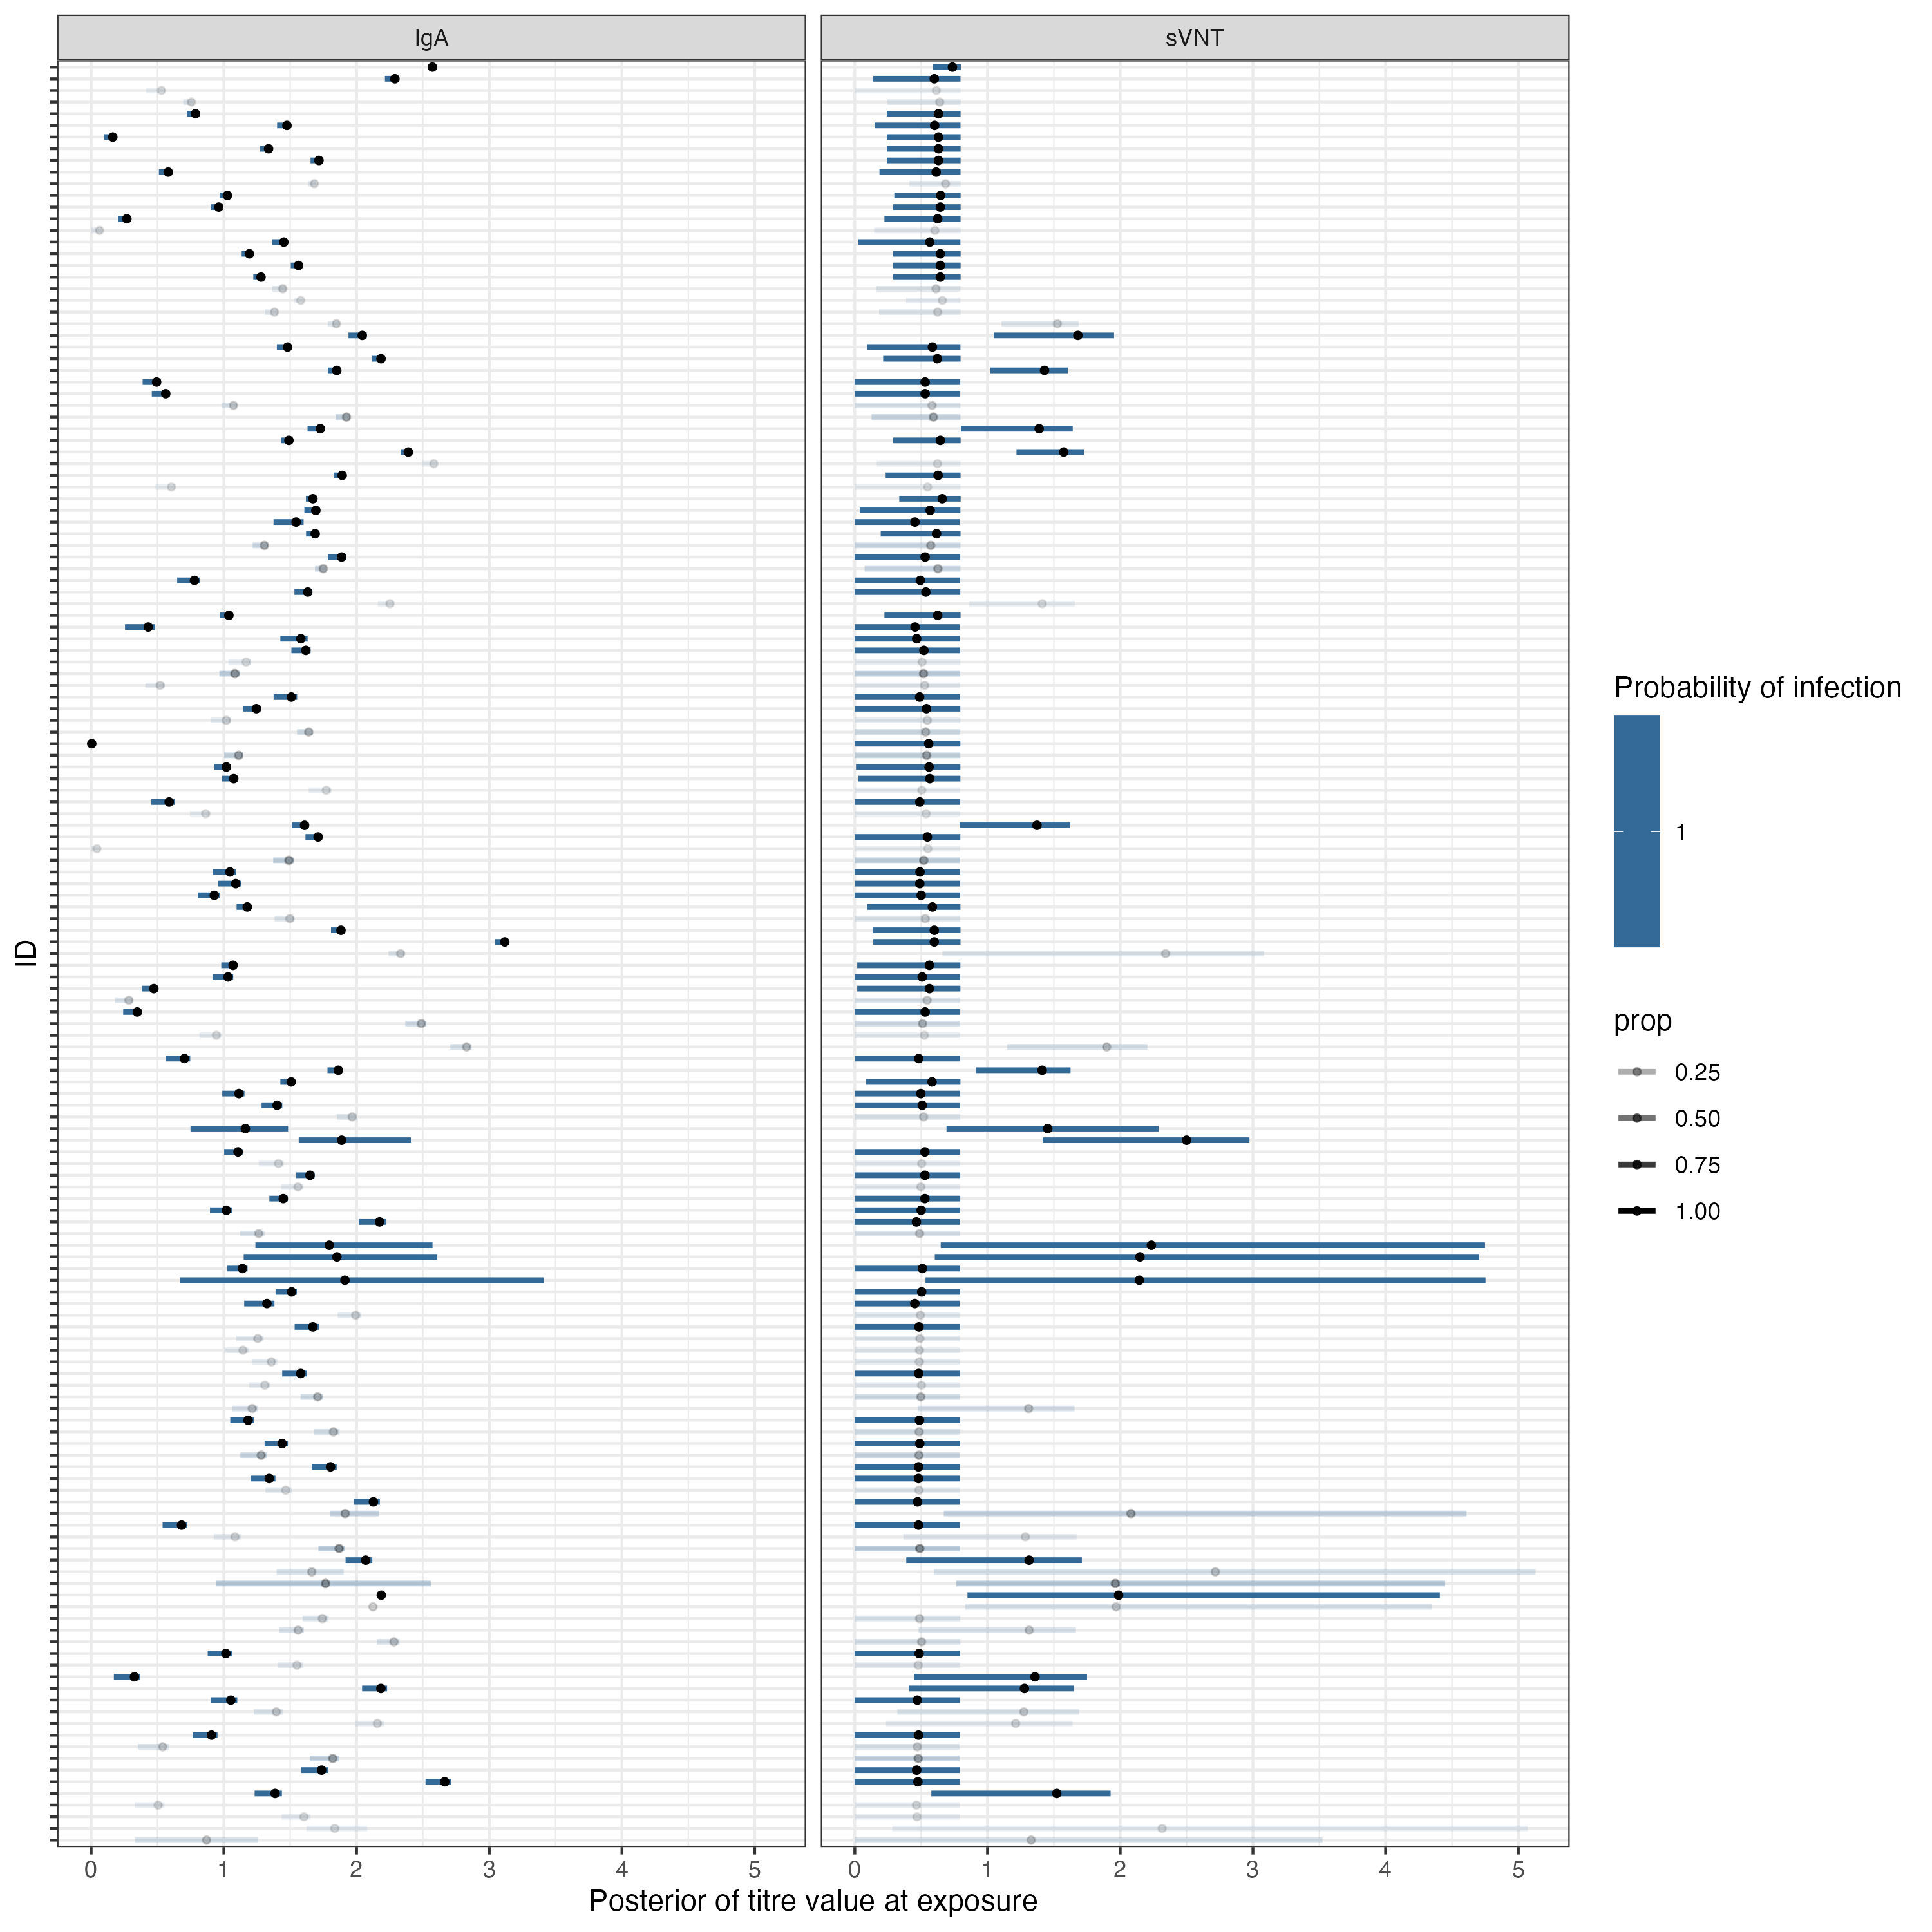 IgA
sVNT
ID
0 1 2 3 4 5
0 1 2 3 4 5
Posterior of titre value at exposure
Probability of infection
1
prop
0.25
0.50
0.75
1.00